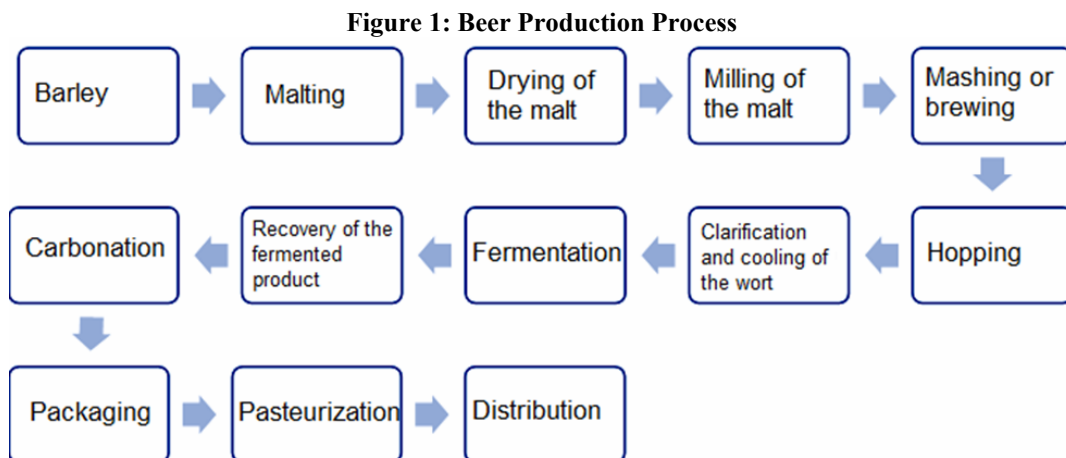 Figure 1: Beer Production Process
Barley
Malting
Drying of
the malt
Milling of
the malt
Mashing or
brewing
Hopping
Clarification
and cooling of
the wort
Fermentation
Recovery of the
fermented
product
Carbonation
Packaging
Pasteurization
Distribution